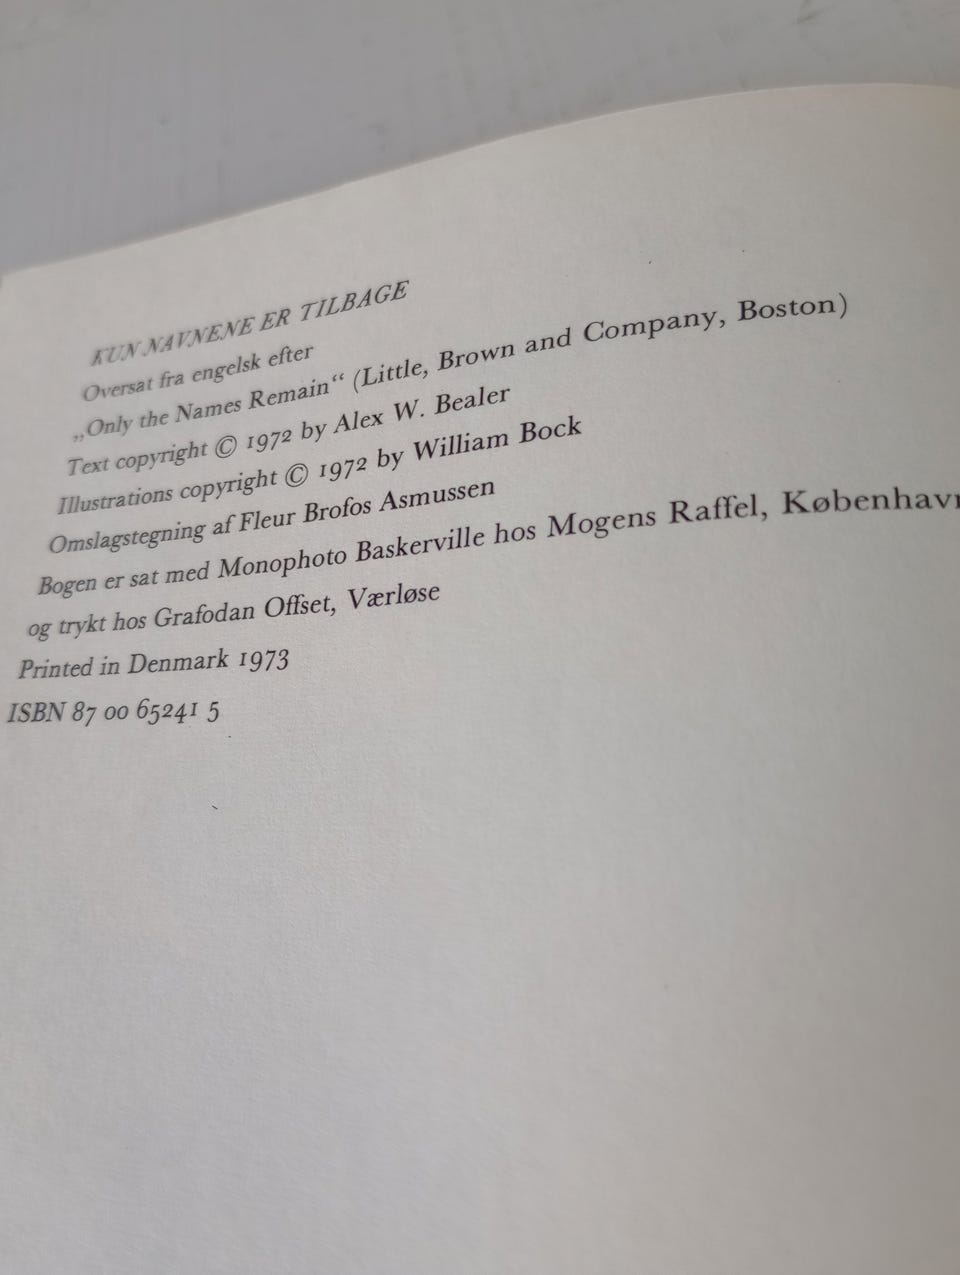 KUN NAVNENE ER TILBAGE
Oversat fra engelsk efter
„Only the Names Remain“ (Little, Brown and Company, Boston)
Text copyright © 1972 by Alex W. Bealer
Illustrations copyright © 1972 by William Bock
Omslagstegning af Fleur Brofos Asmussen
Bogen er sat med Monophoto Baskerville hos Mogens Raffel, København
og trykt hos Grafodan Offset, Værløse
Printed in Denmark 1973
ISBN 87 00 65241 5